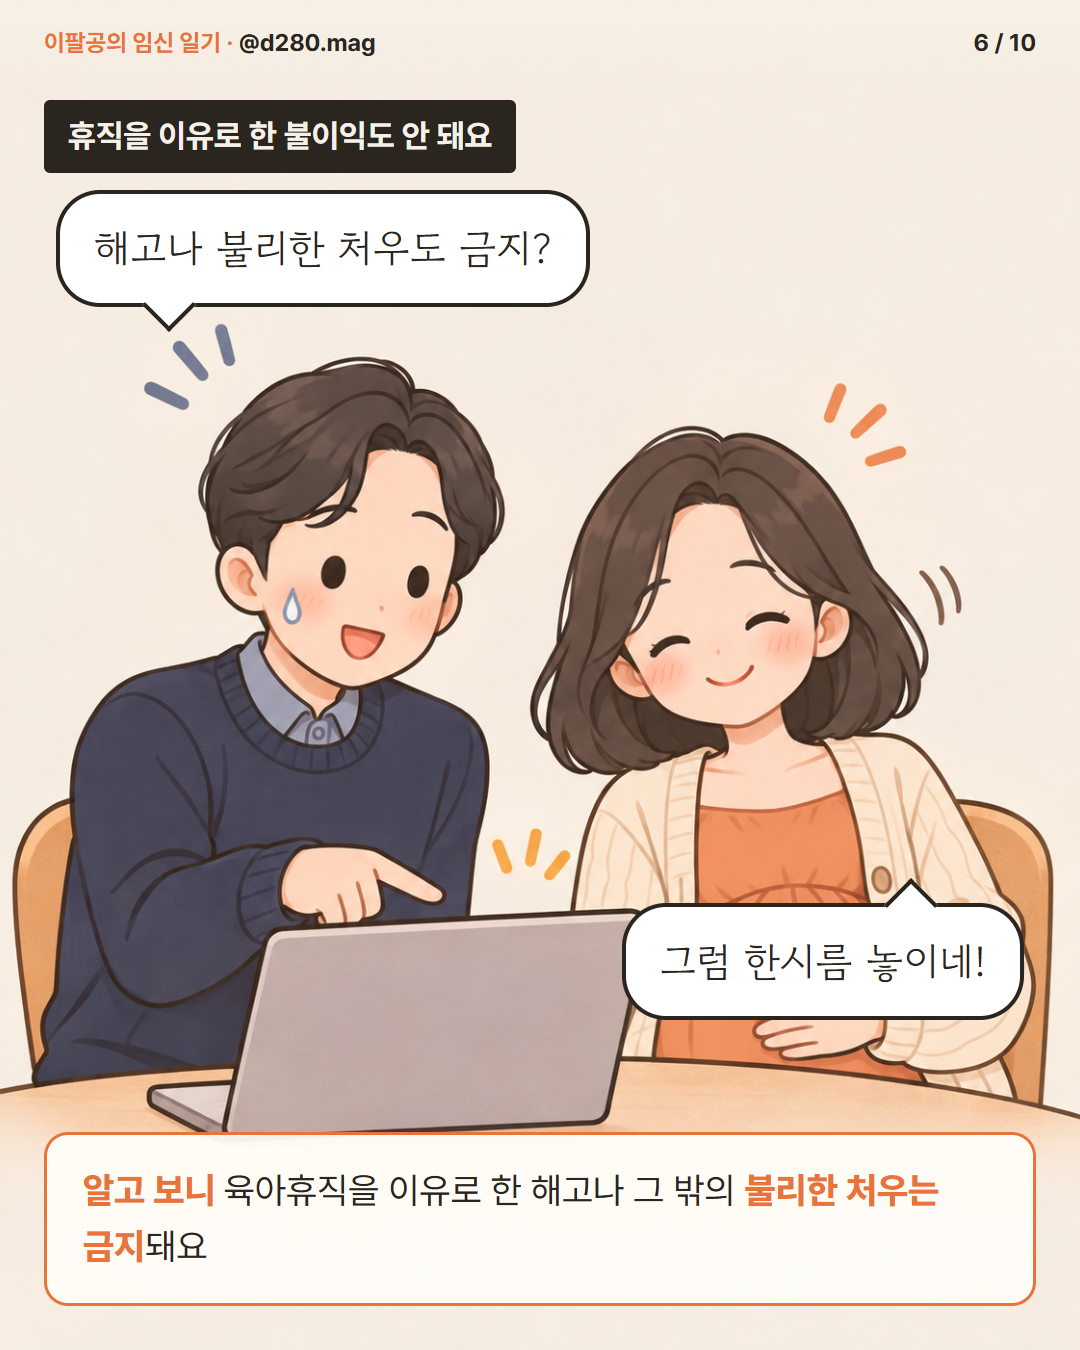 이팔공의 임신 일기 · @d280.mag
6 / 10
휴직을 이유로 한 불이익도 안 돼요
해고나 불리한 처우도 금지?
그럼 한시름 놓이네!
알고 보니 육아휴직을 이유로 한 해고나 그 밖의 불리한 처우는
금지돼요